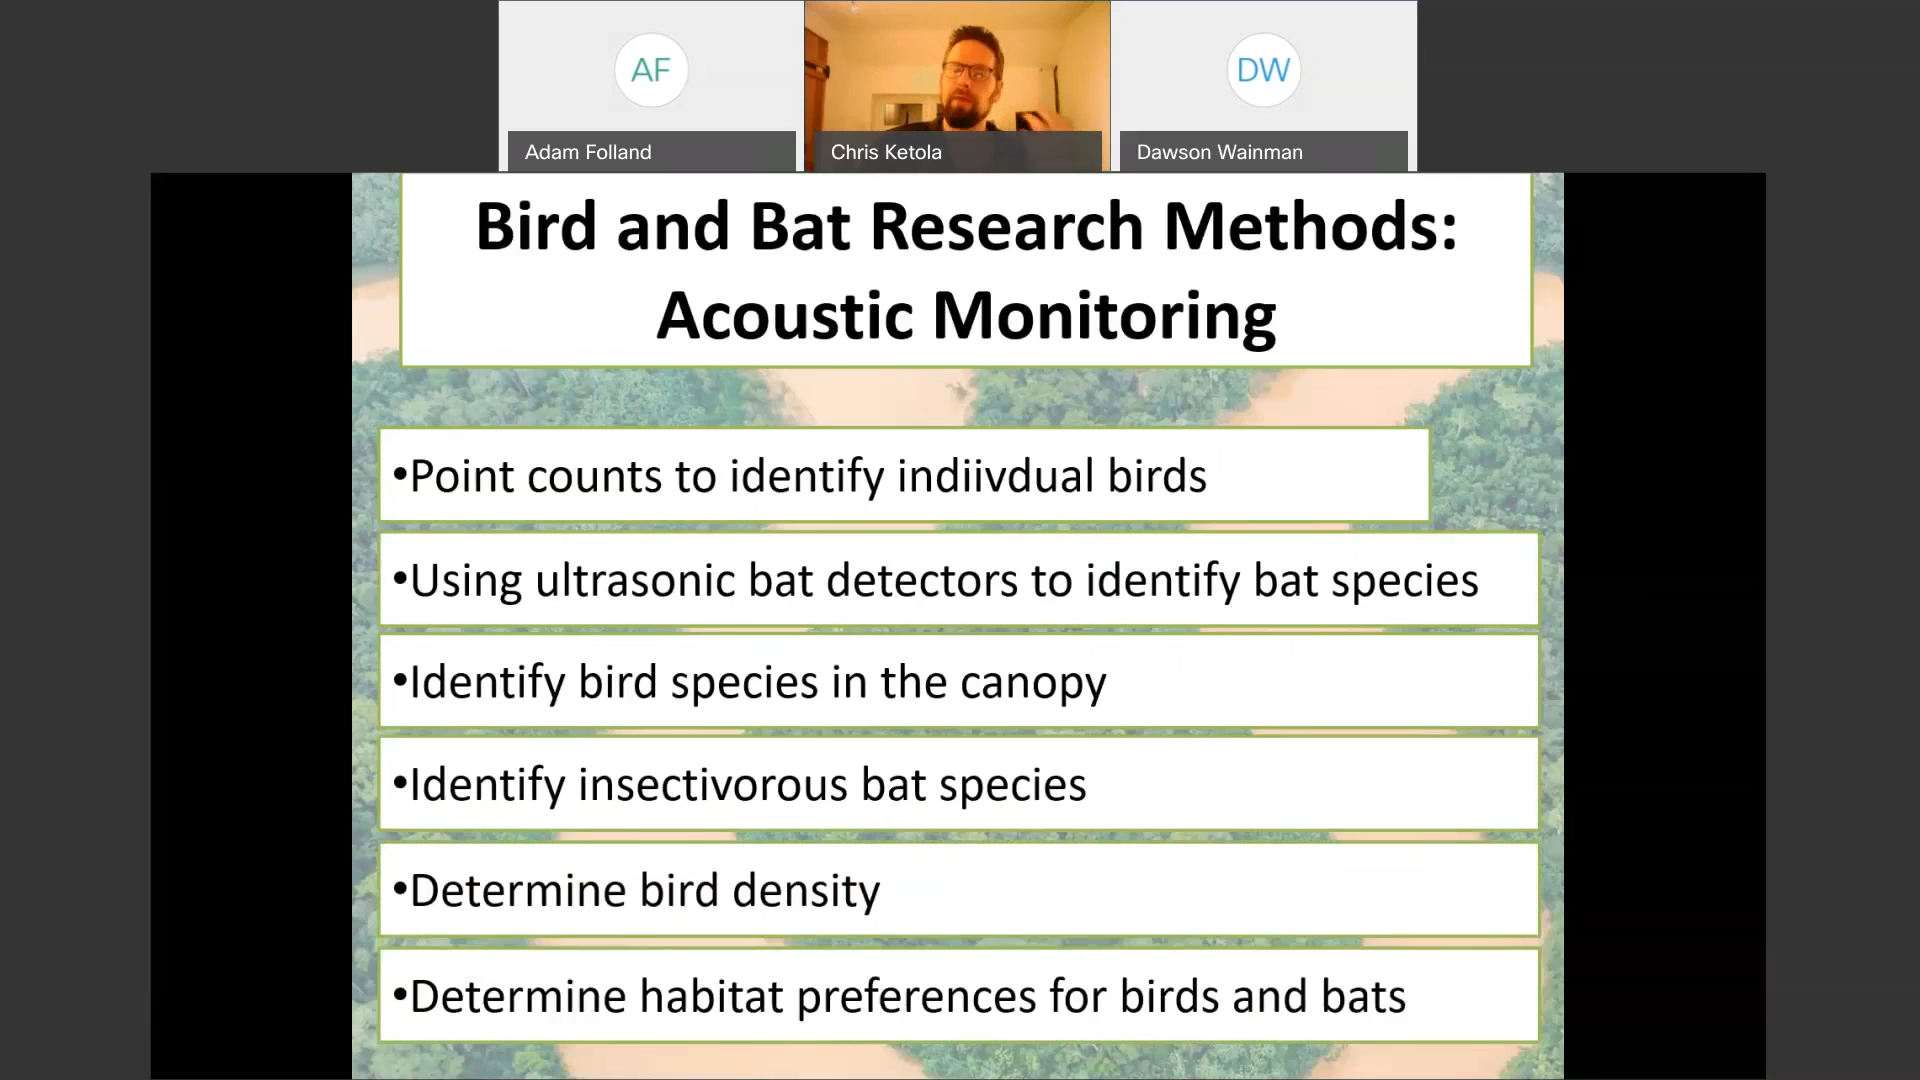 AF
DW
Adam Folland
Chris Ketola
Dawson Wainman
Bird and Bat Research Methods:
Acoustic Monitoring
•Point counts to identify indiivdual birds
•Using ultrasonic bat detectors to identify bat species
•Identify bird species in the canopy
•Identify insectivorous bat species
•Determine bird density
•Determine habitat preferences for birds and bats